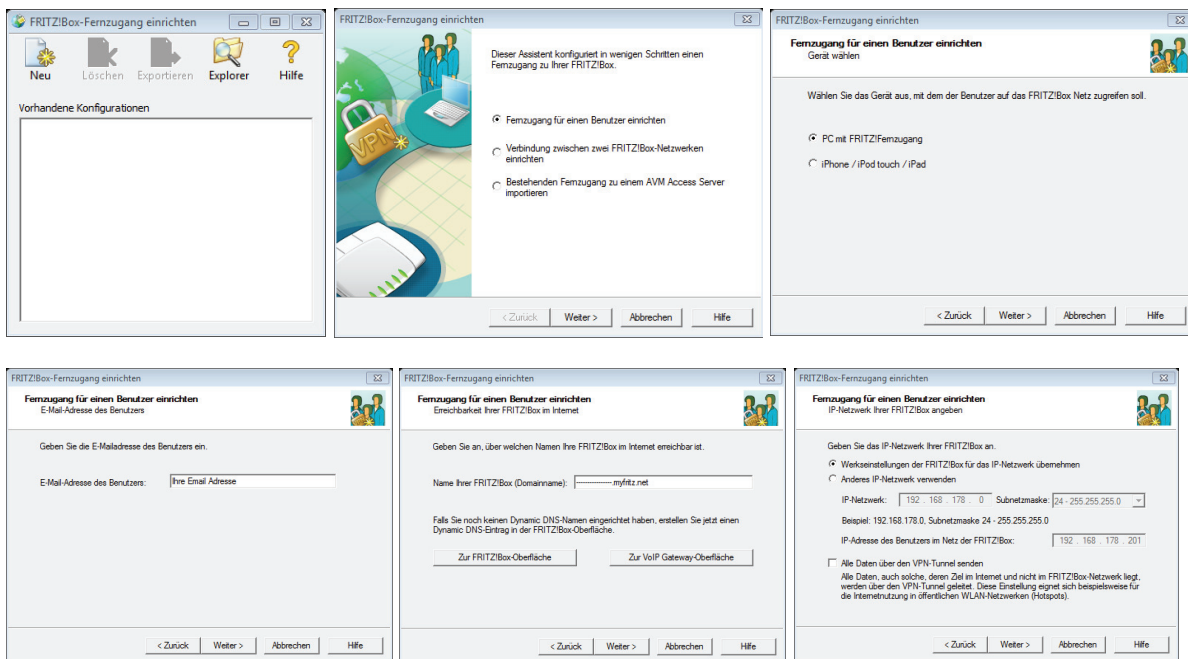 FRITZ!Box-Fernzugang einrichten
Neu
Löschen
Exportieren
Explorer
Hilfe
Vorhandene Konfigurationen
FRITZ!Box-Fernzugang einrichten
Dieser Assistent konfiguriert in wenigen Schritten einen
Fernzugang zu Ihrer FRITZ!Box.
VPN
Fernzugang für einen Benutzer einrichten
Verbindung zwischen zwei FRITZ!Box-Netzwerken
einrichten
Bestehenden Fernzugang zu einem AVM Access Server
importieren
< Zurück
Weiter >
Abbrechen
Hilfe
FRITZ!Box-Fernzugang einrichten
Fernzugang für einen Benutzer einrichten
Gerät wählen
Wählen Sie das Gerät aus, mit dem der Benutzer auf das FRITZ!Box Netz zugreifen soll.
PC mit FRITZ!Fernzugang
iPhone / iPod touch / iPad
< Zurück
Weiter >
Abbrechen
Hilfe
FRITZ!Box-Fernzugang einrichten
Fernzugang für einen Benutzer einrichten
E-Mail-Adresse des Benutzers
Geben Sie die E-Mailadresse des Benutzers ein.
E-Mail-Adresse des Benutzers: Ihre Email Adresse
< Zurück
Weiter >
Abbrechen
Hilfe
FRITZ!Box-Fernzugang einrichten
Fernzugang für einen Benutzer einrichten
Erreichbarkeit Ihrer FRITZ!Box im Internet
Geben Sie an, über welchen Namen Ihre FRITZ!Box im Internet erreichbar ist.
Name Ihrer FRITZ!Box (Domainname): ----------------.myfritz.net
Falls Sie noch keinen Dynamic DNS-Namen eingerichtet haben, erstellen Sie jetzt einen
Dynamic DNS-Eintrag in der FRITZ!Box-Oberfläche.
Zur FRITZ!Box-Oberfläche
Zur VoIP Gateway-Oberfläche
< Zurück
Weiter >
Abbrechen
Hilfe
FRITZ!Box-Fernzugang einrichten
Fernzugang für einen Benutzer einrichten
IP-Netzwerk Ihrer FRITZ!Box angeben
Geben Sie das IP-Netzwerk Ihrer FRITZ!Box an.
Werkseinstellungen der FRITZ!Box für das IP-Netzwerk übernehmen
Anderes IP-Netzwerk verwenden
IP-Netzwerk: 192 . 168 . 178 . 0 Subnetzmaske: 24 - 255.255.255.0
Beispiel: 192.168.178.0, Subnetzmaske 24 - 255.255.255.0
IP-Adresse des Benutzers im Netz der FRITZ!Box: 192 . 168 . 178 . 201
Alle Daten über den VPN-Tunnel senden
Alle Daten, auch solche, deren Ziel im Internet und nicht im FRITZ!Box-Netzwerk liegt,
werden über den VPN-Tunnel geleitet. Diese Einstellung eignet sich beispielsweise für
die Internetnutzung in öffentlichen WLAN-Netzwerken (Hotspots).
< Zurück
Weiter >
Abbrechen
Hilfe